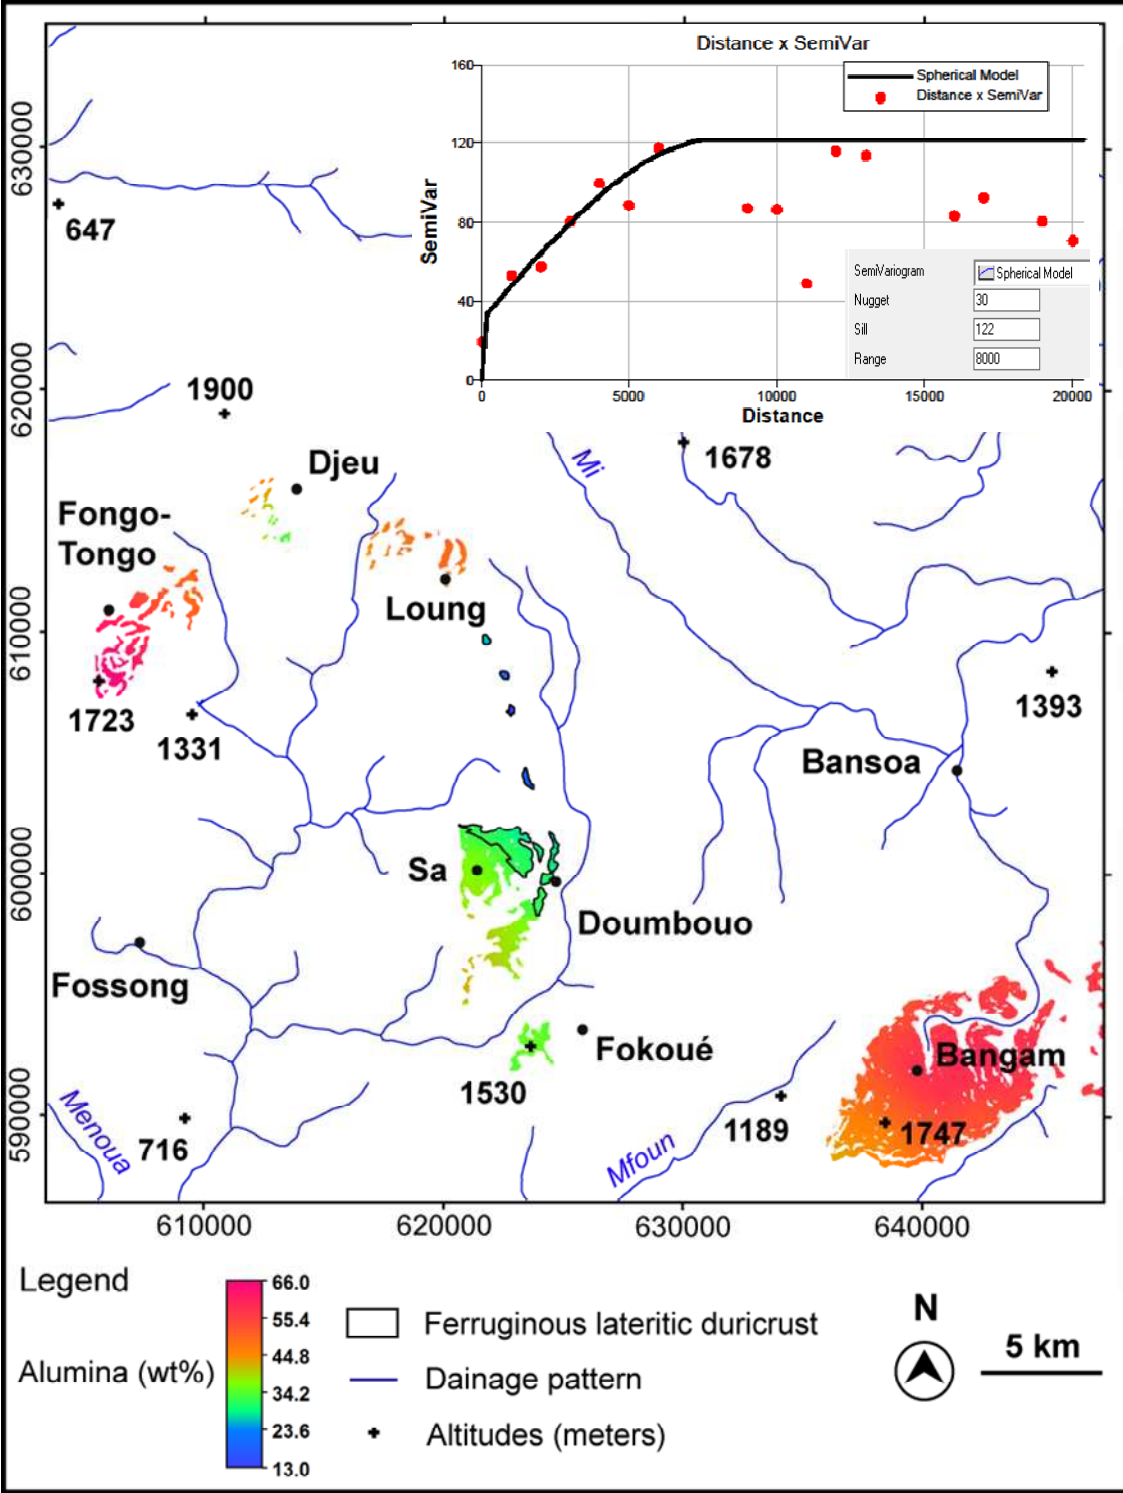 Distance x SemiVar
160
120
80
40
0
SemiVar
Spherical Model
Distance x SemiVar
SemiVariogram
Spherical Model
Nugget
30
Sill
122
Range
8000
0
5000
10000
15000
20000
Distance
630000
620000
610000
600000
590000
647
1900
Djeu
Mi
1678
Fongo-
Tongo
Loung
1723
1331
1393
Bansoa
Sa
Doumbouo
Fossong
Fokoué
Bangam
1530
1189
1747
Menoua
716
Mfoun
610000
620000
630000
640000
Legend
Alumina (wt%)
66.0
55.4
44.8
34.2
23.6
13.0
Ferruginous lateritic duricrust
Dainage pattern
Altitudes (meters)
N
5 km